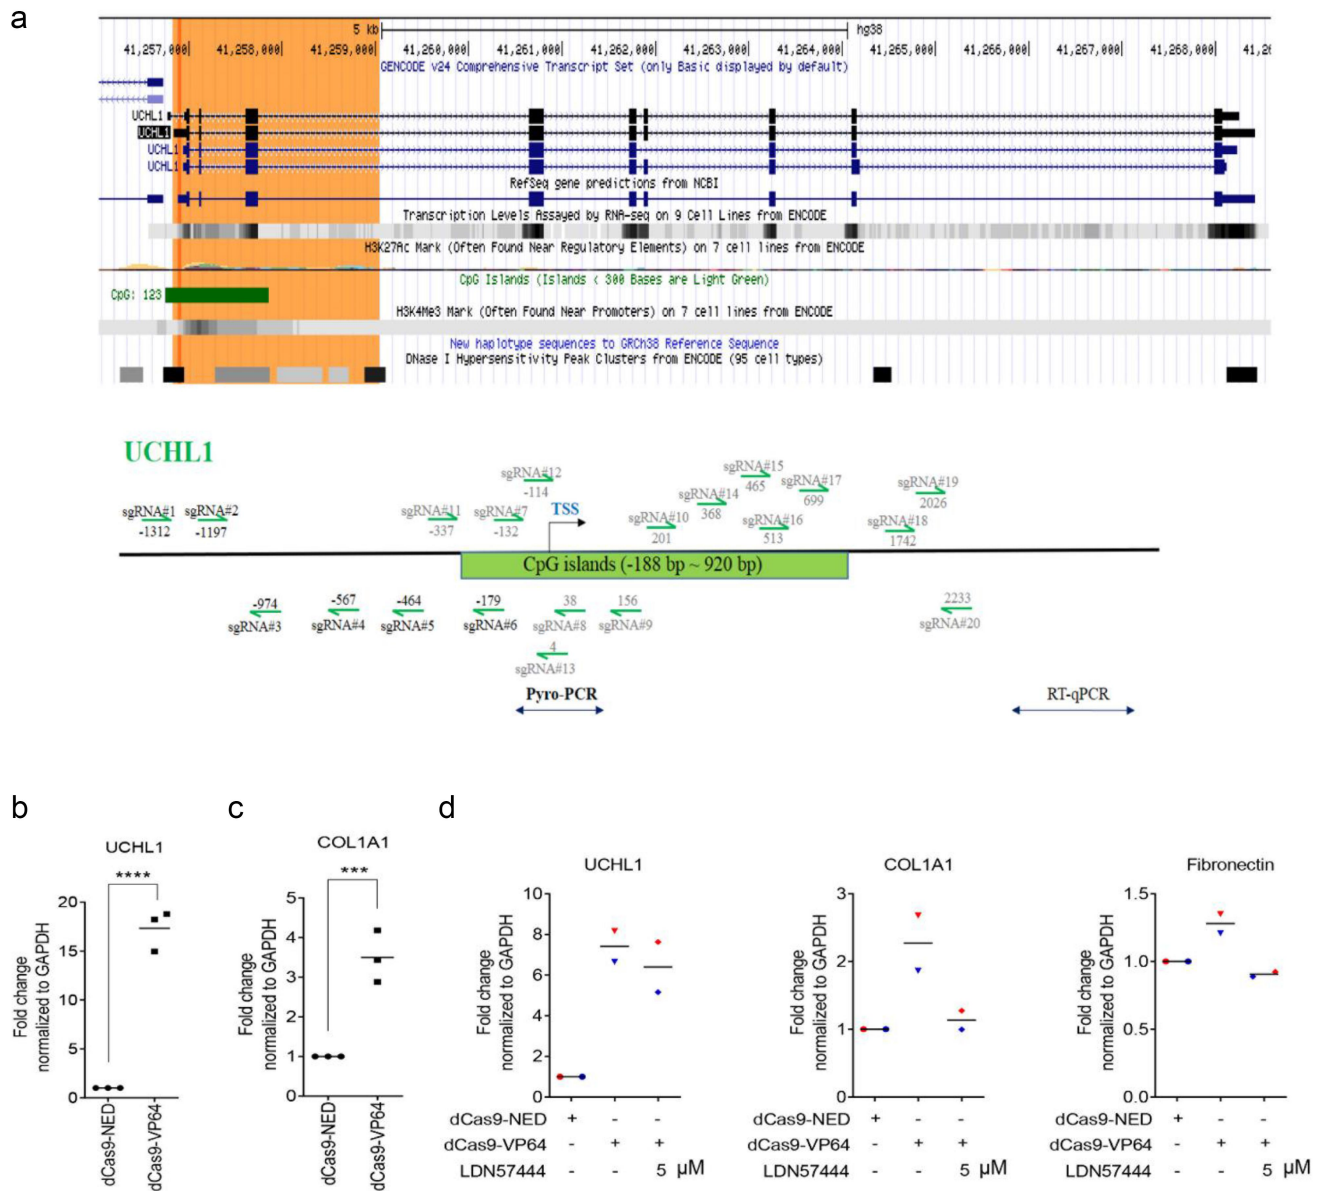 a
5 kb hg38
41,257,000 41,258,000 41,259,000 41,260,000 41,261,000 41,262,000 41,263,000 41,264,000 41,265,000 41,266,000 41,267,000 41,268,000 41,26
GENCODE v24 Comprehensive Transcript Set (only Basic displayed by default)
UCHL1
UCHL1
UCHL1
UCHL1
RefSeq gene predictions from NCBI
Transcription Levels Assayed by RNA-seq on 9 Cell Lines from ENCODE
H3K27Ac Mark (Often Found Near Regulatory Elements) on 7 cell lines from ENCODE
CpG Islands (Islands < 300 Bases are Light Green)
CpG: 123
H3K4Me3 Mark (Often Found Near Promoters) on 7 cell lines from ENCODE
New haplotype sequences to GRCh38 Reference Sequence
DNase I Hypersensitivity Peak Clusters from ENCODE (95 cell types)
UCHL1
sgRNA#1
-1312
sgRNA#2
-1197
sgRNA#11
-337
sgRNA#7
-132
sgRNA#12
-114
TSS
sgRNA#10
201
sgRNA#14
368
sgRNA#15
465
sgRNA#16
513
sgRNA#17
699
sgRNA#18
1742
sgRNA#19
2026
CpG islands (-188 bp ~ 920 bp)
-974
sgRNA#3
-567
sgRNA#4
-464
sgRNA#5
-179
sgRNA#6
38
sgRNA#8
156
sgRNA#9
4
sgRNA#13
2233
sgRNA#20
Pyro-PCR
RT-qPCR
b
UCHL1
****
Fold change
normalized to GAPDH
20
15
10
5
0
dCas9-NED
dCas9-VP64
c
COL1A1
***
Fold change
normalized to GAPDH
5
4
3
2
1
0
dCas9-NED
dCas9-VP64
d
UCHL1
Fold change
normalized to GAPDH
10
8
6
4
2
0
dCas9-NED + - -
dCas9-VP64 - + +
LDN57444 - - 5 μM
COL1A1
Fold change
normalized to GAPDH
3
2
1
0
dCas9-NED + - -
dCas9-VP64 - + +
LDN57444 - - 5 μM
Fibronectin
Fold change
normalized to GAPDH
1.5
1.0
0.5
0.0
dCas9-NED + - -
dCas9-VP64 - + +
LDN57444 - - 5 μM